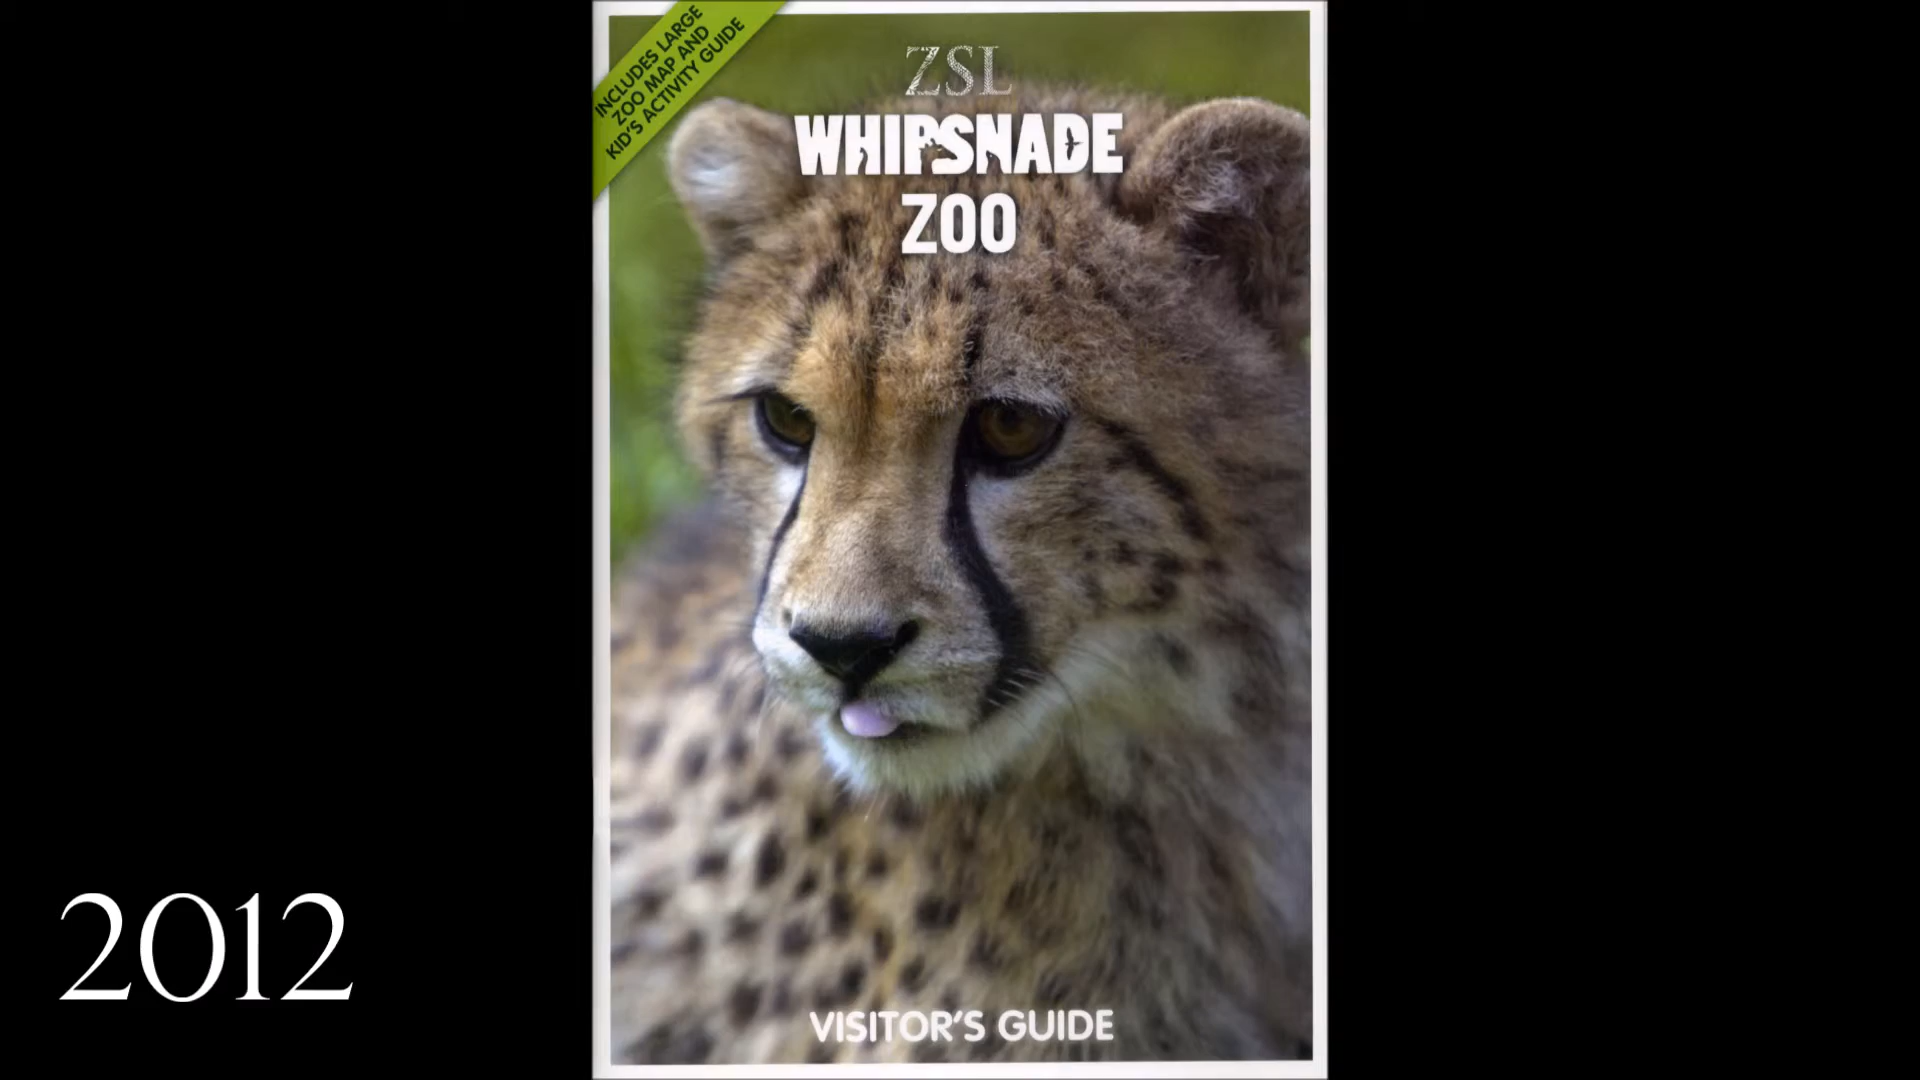 INCLUDES LARGE
ZOO MAP AND
KID'S ACTIVITY GUIDE
ZSL
WHIPSNADE
ZOO
VISITOR'S GUIDE
2012